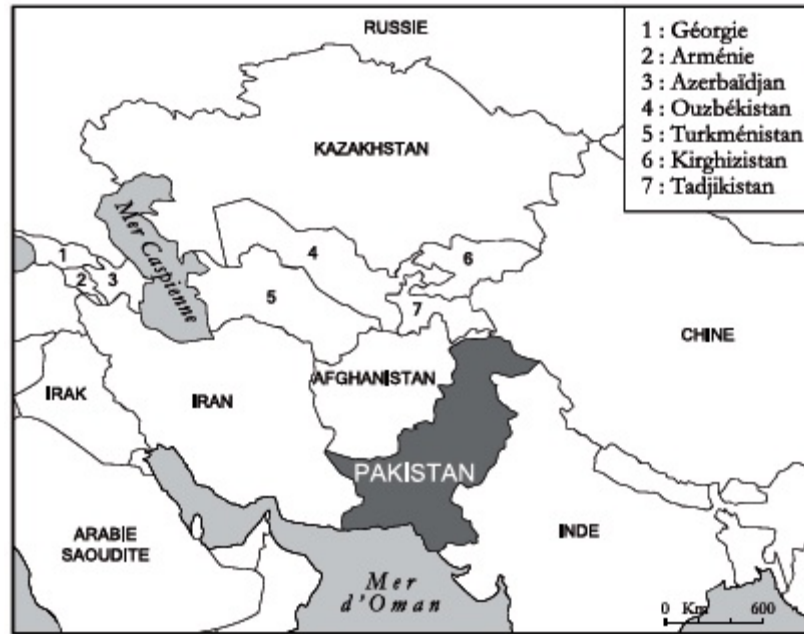 RUSSIE
1 : Géorgie
2 : Arménie
3 : Azerbaïdjan
4 : Ouzbékistan
5 : Turkménistan
6 : Kirghizistan
7 : Tadjikistan
KAZAKHSTAN
Mer Caspienne
1
2
3
4
5
6
7
CHINE
IRAK
IRAN
AFGHANISTAN
PAKISTAN
ARABIE
SAOUDITE
INDE
Mer
d'Oman
0 Km 600